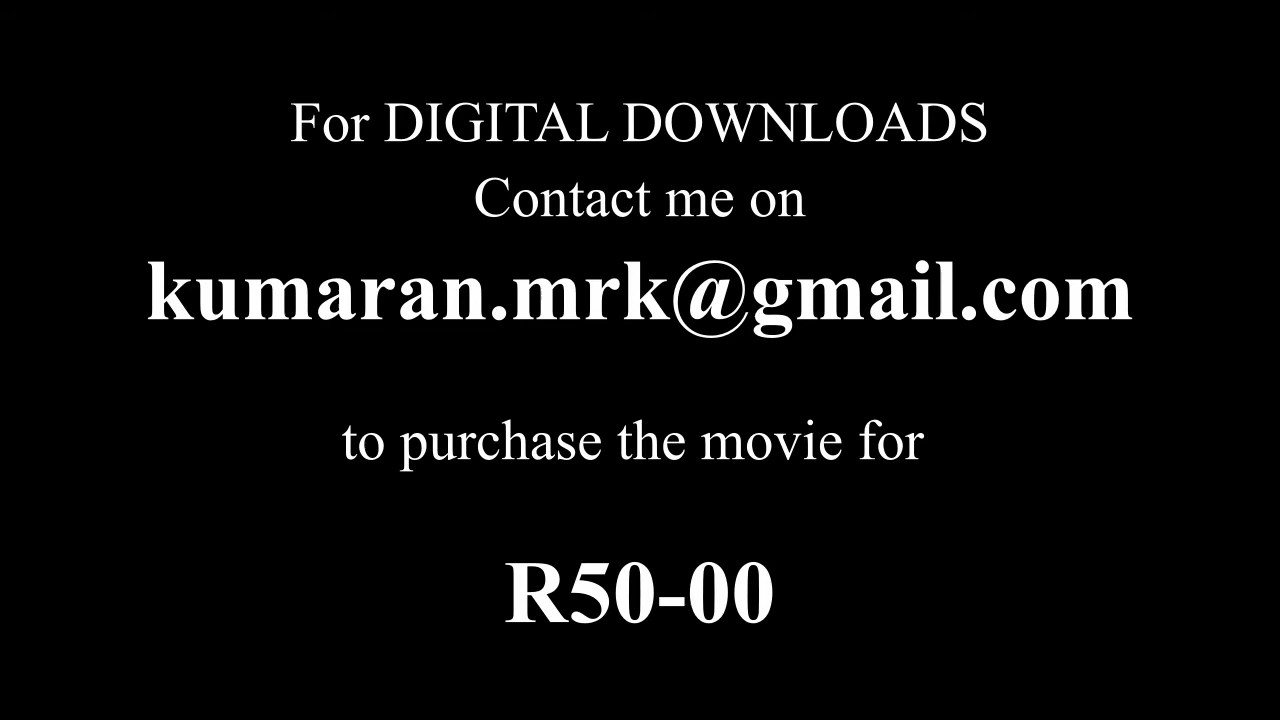 For DIGITAL DOWNLOADS
Contact me on
kumaran.mrk@gmail.com
to purchase the movie for
R50-00